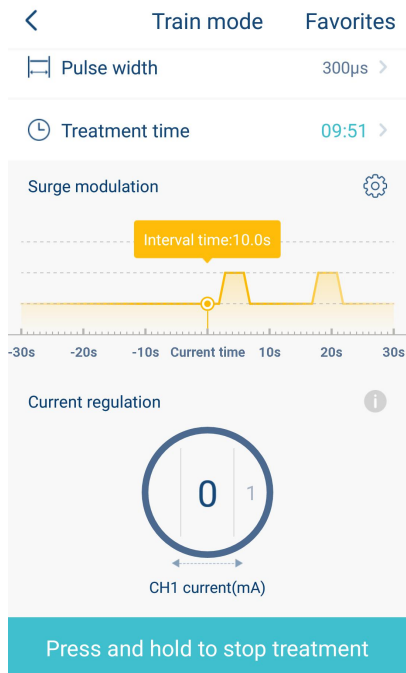 Train mode Favorites
Pulse width 300µs
Treatment time 09:51
Surge modulation
Interval time:10.0s
-30s -20s -10s Current time 10s 20s 30s
Current regulation
0 1
CH1 current(mA)
Press and hold to stop treatment